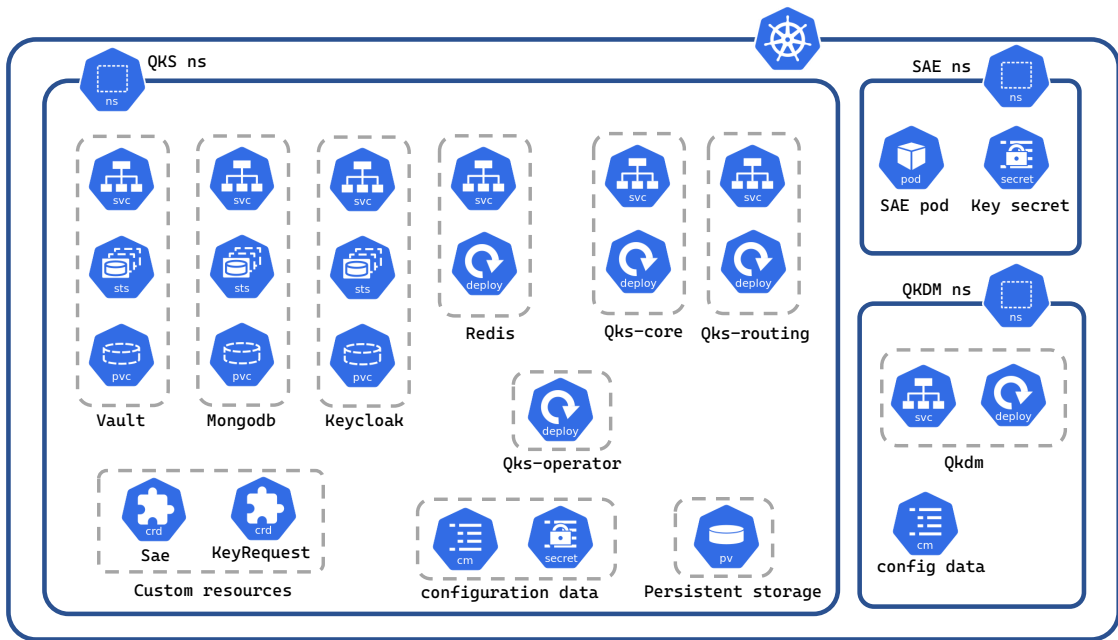 QKS ns
ns
svc
sts
pvc
Vault
svc
sts
pvc
Mongodb
svc
sts
pvc
Keycloak
svc
deploy
Redis
svc
deploy
Qks-core
svc
deploy
Qks-routing
deploy
Qks-operator
crd
Sae
crd
KeyRequest
Custom resources
cm
secret
configuration data
pv
Persistent storage
SAE ns
ns
pod
SAE pod
secret
Key secret
QKDM ns
ns
svc
deploy
Qkdm
cm
config data